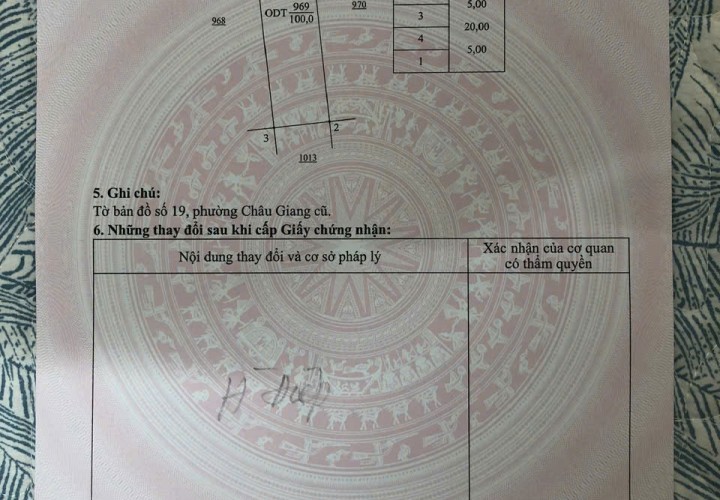 968
ODT 969
100,0
970
5,00
3
20,00
4
5,00
1
3
2
1013
5. Ghi chú:
Tờ bản đồ số 19, phường Châu Giang cũ.
6. Những thay đổi sau khi cấp Giấy chứng nhận:
Nội dung thay đổi và cơ sở pháp lý
Xác nhận của cơ quan
có thẩm quyền